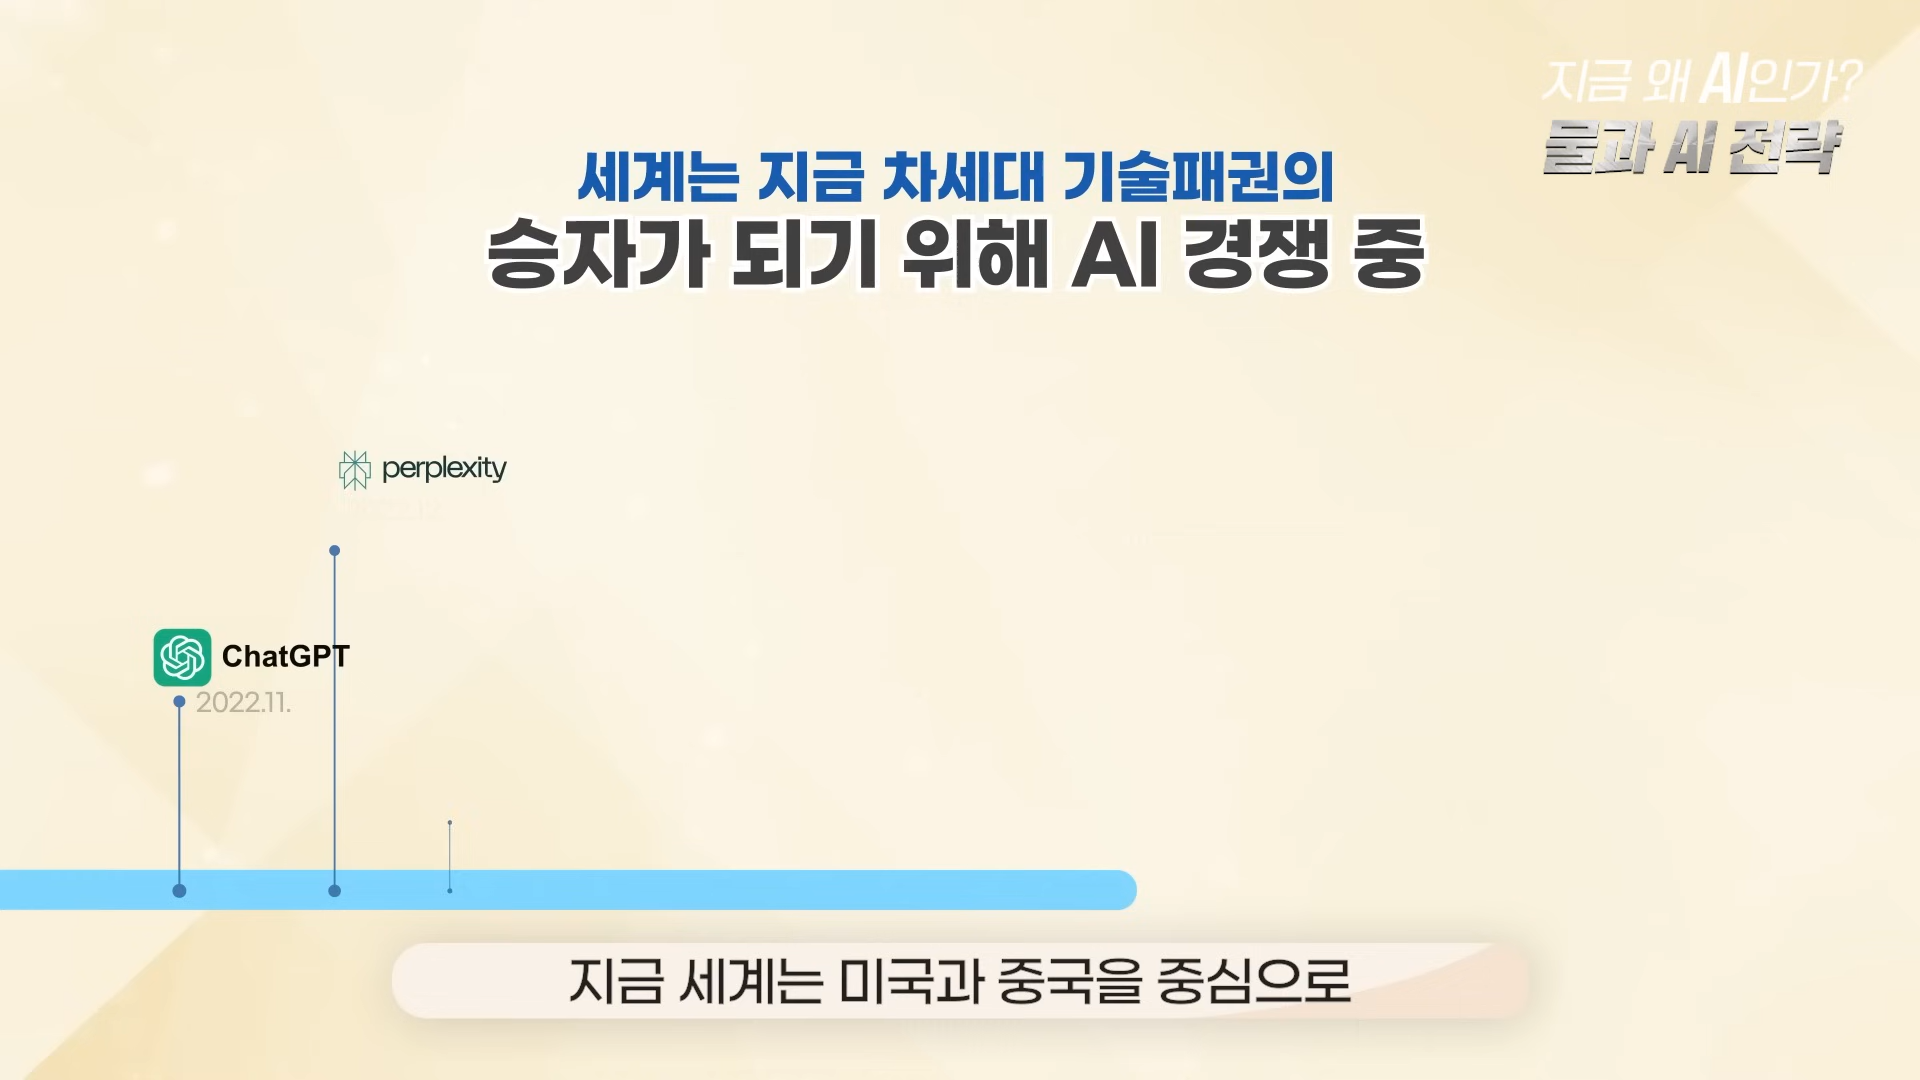 지금 왜 AI인가?
물과 AI 전략
세계는 지금 차세대 기술패권의
승자가 되기 위해 AI 경쟁 중
perplexity
2022.12.
ChatGPT
2022.11.
지금 세계는 미국과 중국을 중심으로